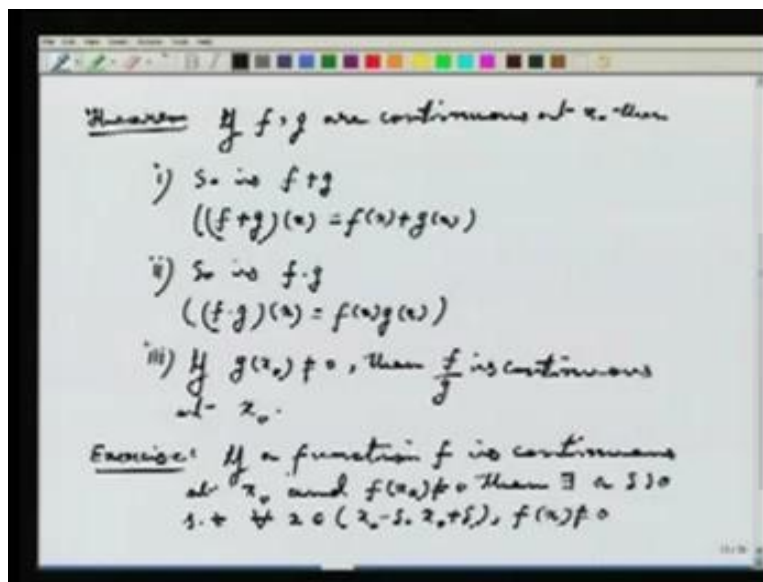 Theorem If f, g are continuous at x₀ then
i) So is f+g
((f+g)(x) = f(x)+g(x))
ii) So is f·g
((f·g)(x) = f(x)g(x))
iii) If g(x₀) ≠ 0, then f/g is continuous
at x₀.
Exercise: If a function f is continuous
at x₀ and f(x₀) ≠ 0 then ∃ a δ>0
s.t ∀ x ∈ (x₀-δ, x₀+δ), f(x) ≠ 0